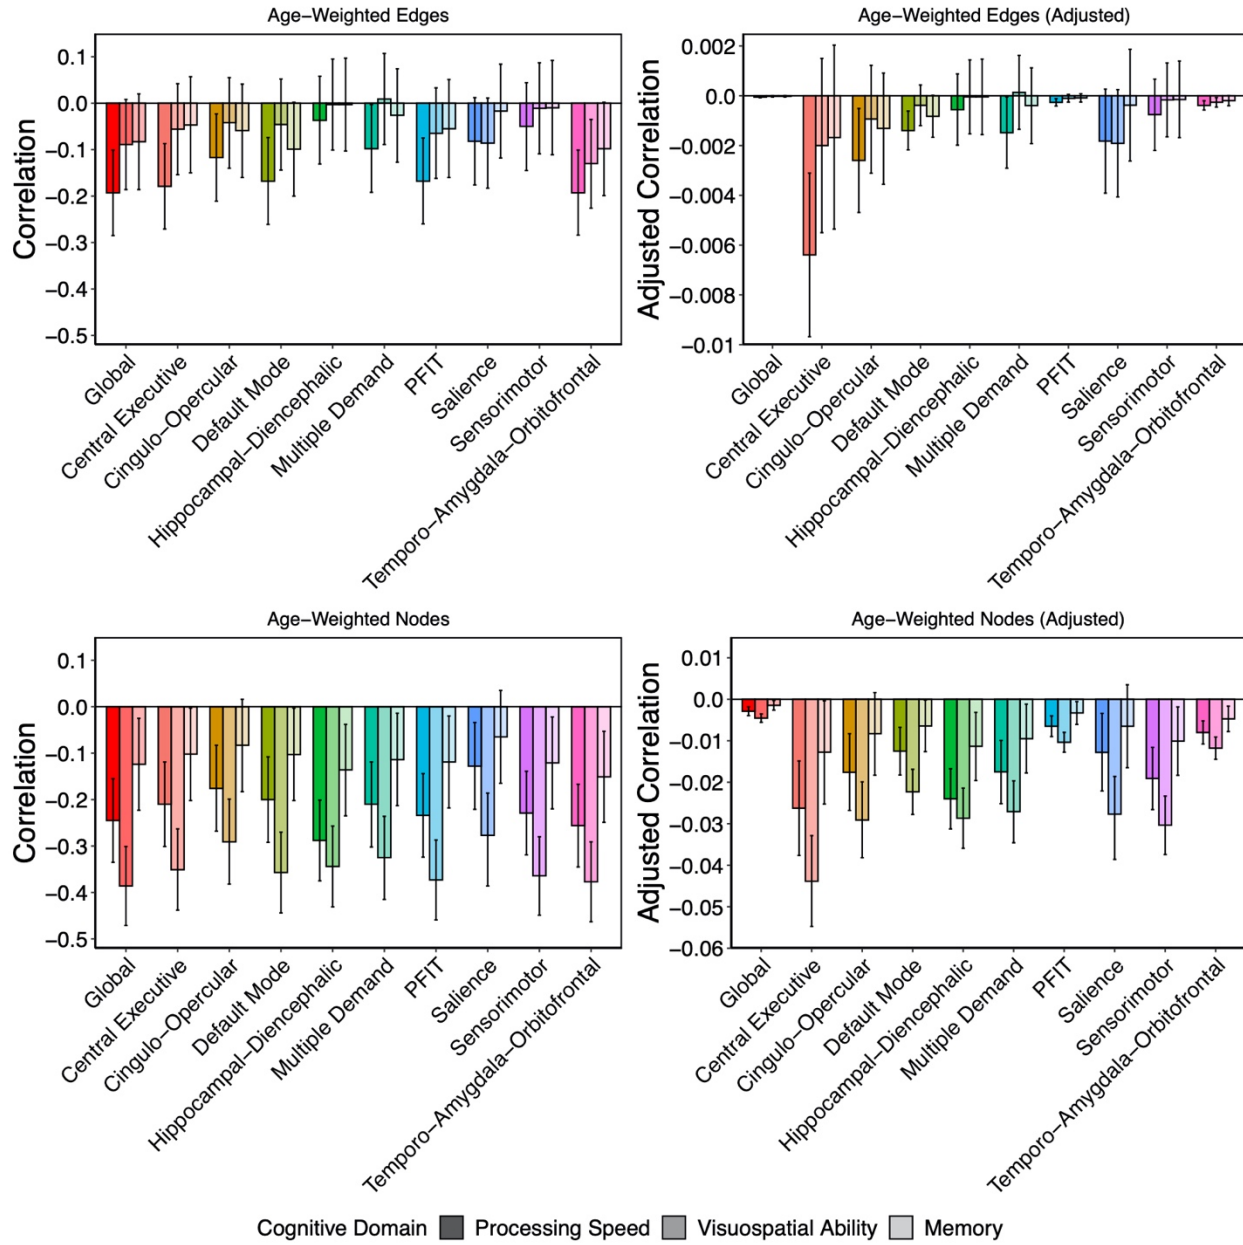 Age−Weighted Edges
Correlation
0.1
0.0
−0.1
−0.2
−0.3
−0.4
−0.5
Global
Central Executive
Cingulo−Opercular
Default Mode
Hippocampal−Diencephalic
Multiple Demand
PFIT
Salience
Sensorimotor
Temporo−Amygdala−Orbitofrontal
Age−Weighted Edges (Adjusted)
Adjusted Correlation
0.002
0.0
−0.002
−0.004
−0.006
−0.008
−0.01
Global
Central Executive
Cingulo−Opercular
Default Mode
Hippocampal−Diencephalic
Multiple Demand
PFIT
Salience
Sensorimotor
Temporo−Amygdala−Orbitofrontal
Age−Weighted Nodes
Correlation
0.1
0.0
−0.1
−0.2
−0.3
−0.4
−0.5
Global
Central Executive
Cingulo−Opercular
Default Mode
Hippocampal−Diencephalic
Multiple Demand
PFIT
Salience
Sensorimotor
Temporo−Amygdala−Orbitofrontal
Age−Weighted Nodes (Adjusted)
Adjusted Correlation
0.01
0.0
−0.01
−0.02
−0.03
−0.04
−0.05
−0.06
Global
Central Executive
Cingulo−Opercular
Default Mode
Hippocampal−Diencephalic
Multiple Demand
PFIT
Salience
Sensorimotor
Temporo−Amygdala−Orbitofrontal
Cognitive Domain Processing Speed Visuospatial Ability Memory